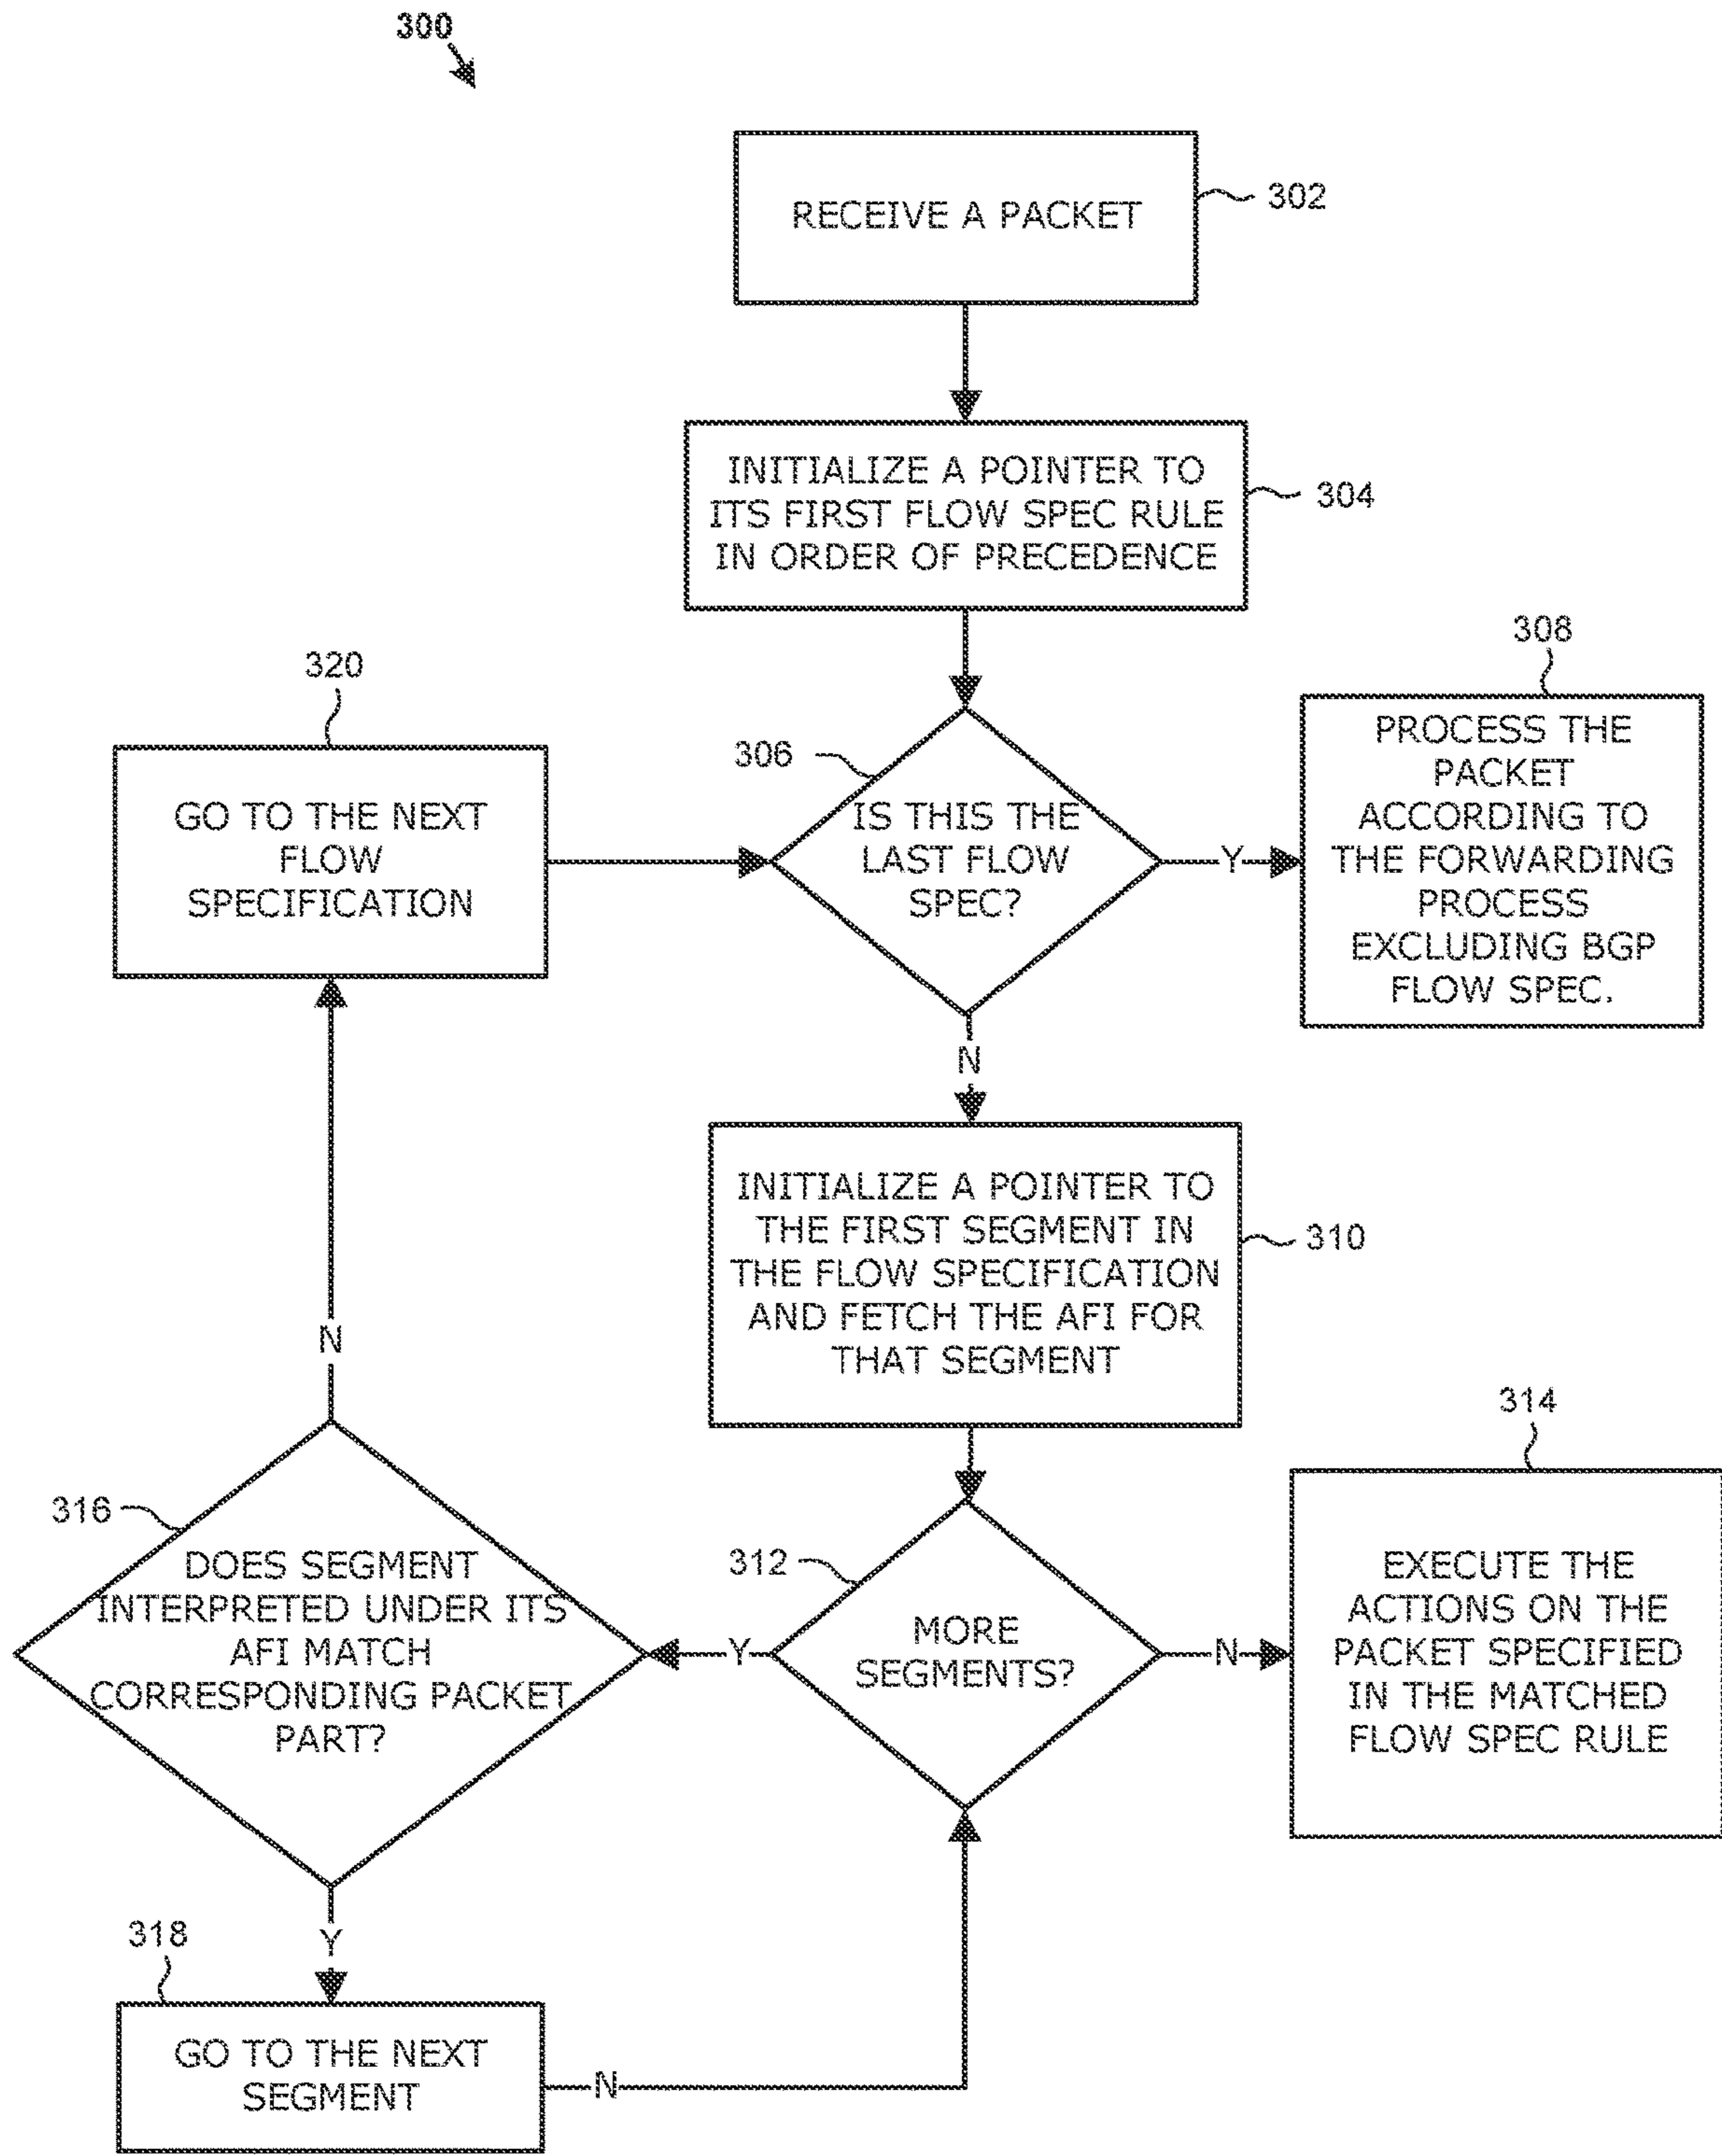 300
RECEIVE A PACKET
302
INITIALIZE A POINTER TO
ITS FIRST FLOW SPEC RULE
IN ORDER OF PRECEDENCE
304
320
GO TO THE NEXT
FLOW
SPECIFICATION
306
IS THIS THE
LAST FLOW
SPEC?
Y
308
PROCESS THE
PACKET
ACCORDING TO
THE FORWARDING
PROCESS
EXCLUDING BGP
FLOW SPEC.
N
INITIALIZE A POINTER TO
THE FIRST SEGMENT IN
THE FLOW SPECIFICATION
AND FETCH THE AFI FOR
THAT SEGMENT
310
N
316
DOES SEGMENT
INTERPRETED UNDER ITS
AFI MATCH
CORRESPONDING PACKET
PART?
Y
312
MORE
SEGMENTS?
N
314
EXECUTE THE
ACTIONS ON THE
PACKET SPECIFIED
IN THE MATCHED
FLOW SPEC RULE
Y
318
GO TO THE NEXT
SEGMENT
N